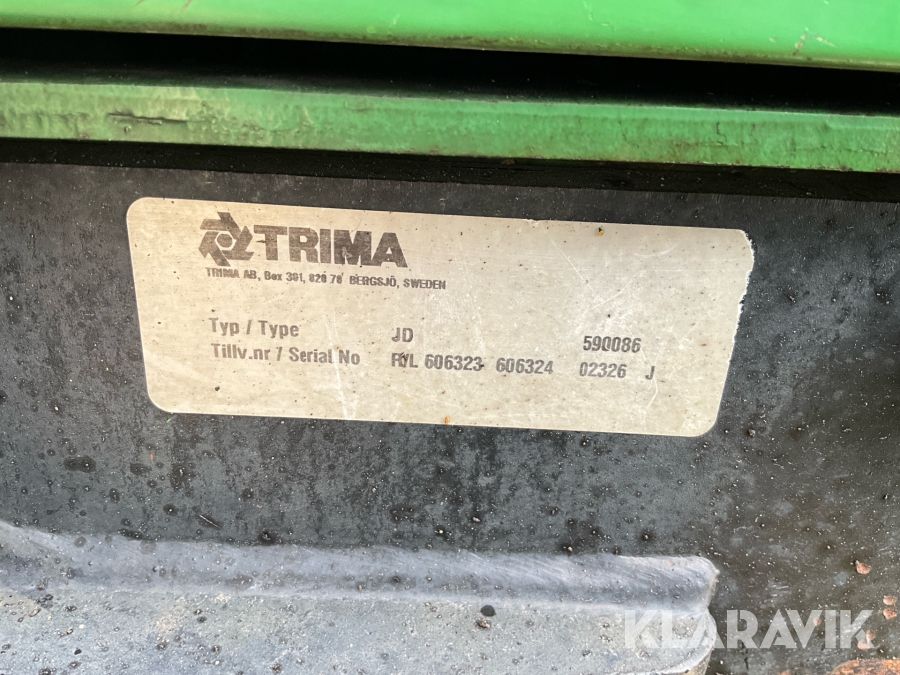 TRIMA
TRIMA AB, Box 301, 820 70 BERGSJÖ, SWEDEN
Typ / Type JD 590086
Tillv.nr / Serial No RYL 606323 606324 02326 J
KLARAVIK